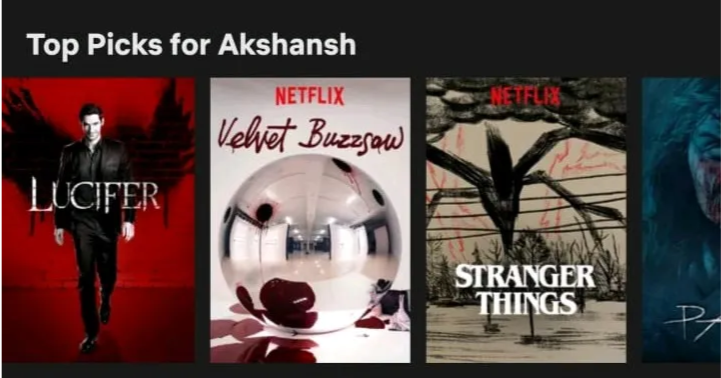 Top Picks for Akshansh
LUCIFER
NETFLIX
Velvet Buzzsaw
NETFLIX
STRANGER
THINGS